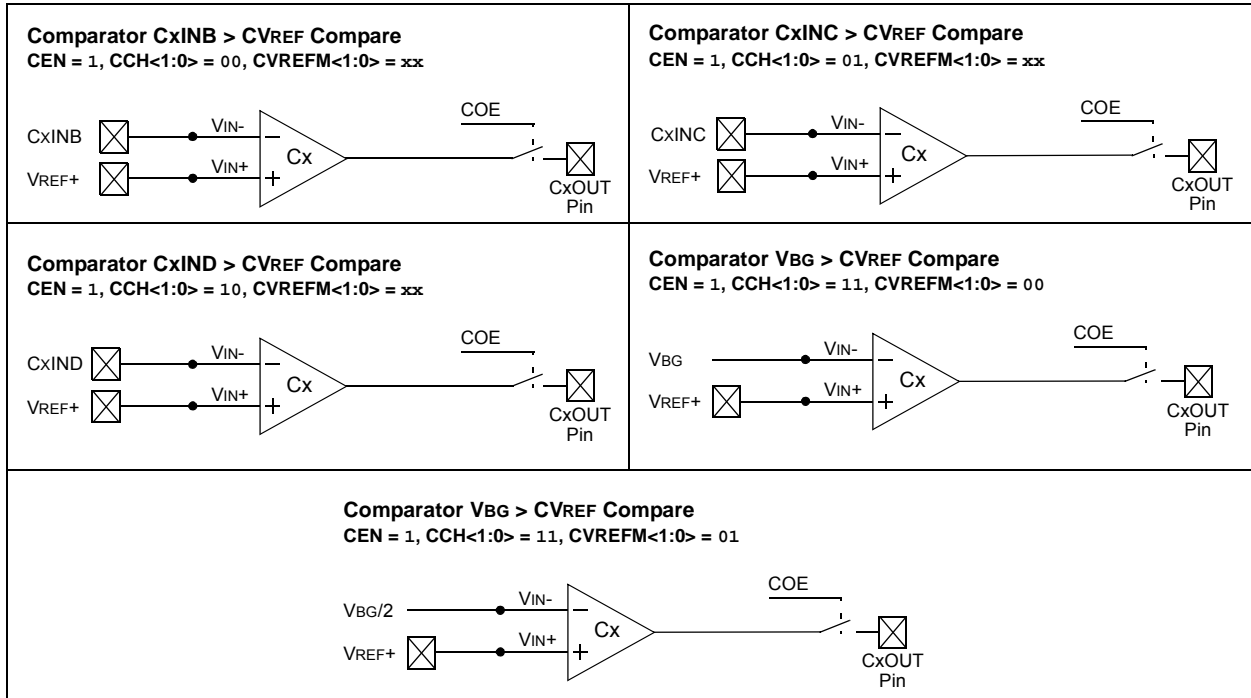 Comparator CxINB > CVREF Compare
CEN = 1, CCH<1:0> = 00, CVREFM<1:0> = xx
COE
CxINB
VIN-
–
Cx
VREF+
VIN+
+
CxOUT
Pin
Comparator CxINC > CVREF Compare
CEN = 1, CCH<1:0> = 01, CVREFM<1:0> = xx
COE
CxINC
VIN-
–
Cx
VREF+
VIN+
+
CxOUT
Pin
Comparator CxIND > CVREF Compare
CEN = 1, CCH<1:0> = 10, CVREFM<1:0> = xx
COE
CxIND
VIN-
–
Cx
VREF+
VIN+
+
CxOUT
Pin
Comparator VBG > CVREF Compare
CEN = 1, CCH<1:0> = 11, CVREFM<1:0> = 00
COE
VBG
VIN-
–
Cx
VREF+
VIN+
+
CxOUT
Pin
Comparator VBG > CVREF Compare
CEN = 1, CCH<1:0> = 11, CVREFM<1:0> = 01
COE
VBG/2
VIN-
–
Cx
VREF+
VIN+
+
CxOUT
Pin